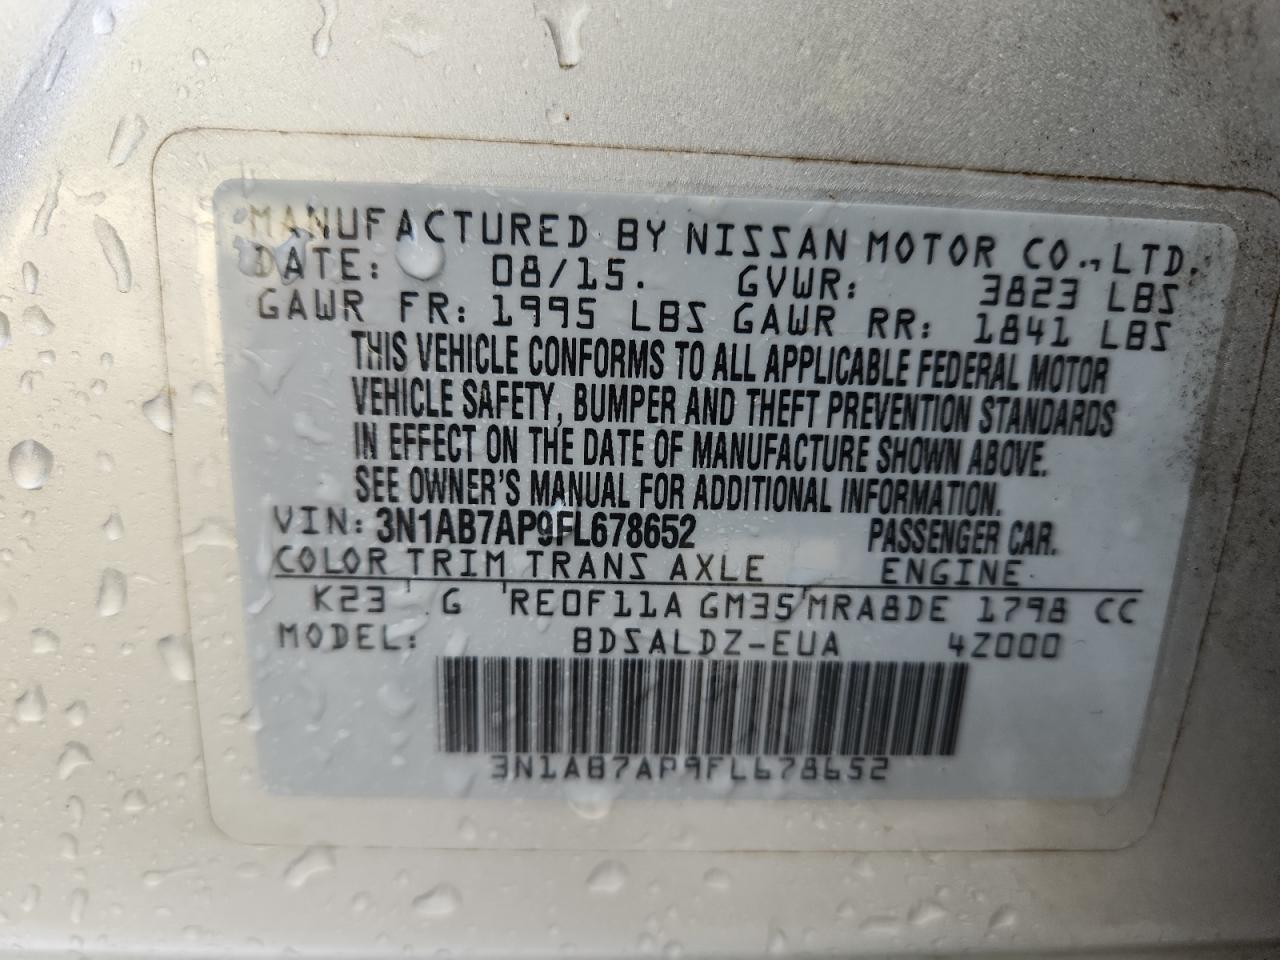 MANUFACTURED BY NISSAN MOTOR CO., LTD.
DATE: 08/15. GVWR: 3823 LBS
GAWR FR: 1995 LBS GAWR RR: 1841 LBS
THIS VEHICLE CONFORMS TO ALL APPLICABLE FEDERAL MOTOR
VEHICLE SAFETY, BUMPER AND THEFT PREVENTION STANDARDS
IN EFFECT ON THE DATE OF MANUFACTURE SHOWN ABOVE.
SEE OWNER'S MANUAL FOR ADDITIONAL INFORMATION.
VIN: 3N1AB7AP9FL678652 PASSENGER CAR.
COLOR TRIM TRANS AXLE ENGINE
K23 G RE0F11A GM35 MRA8DE 1798 CC
MODEL: BDSALDZ-EUA 4Z000
3N1AB7AP9FL678652